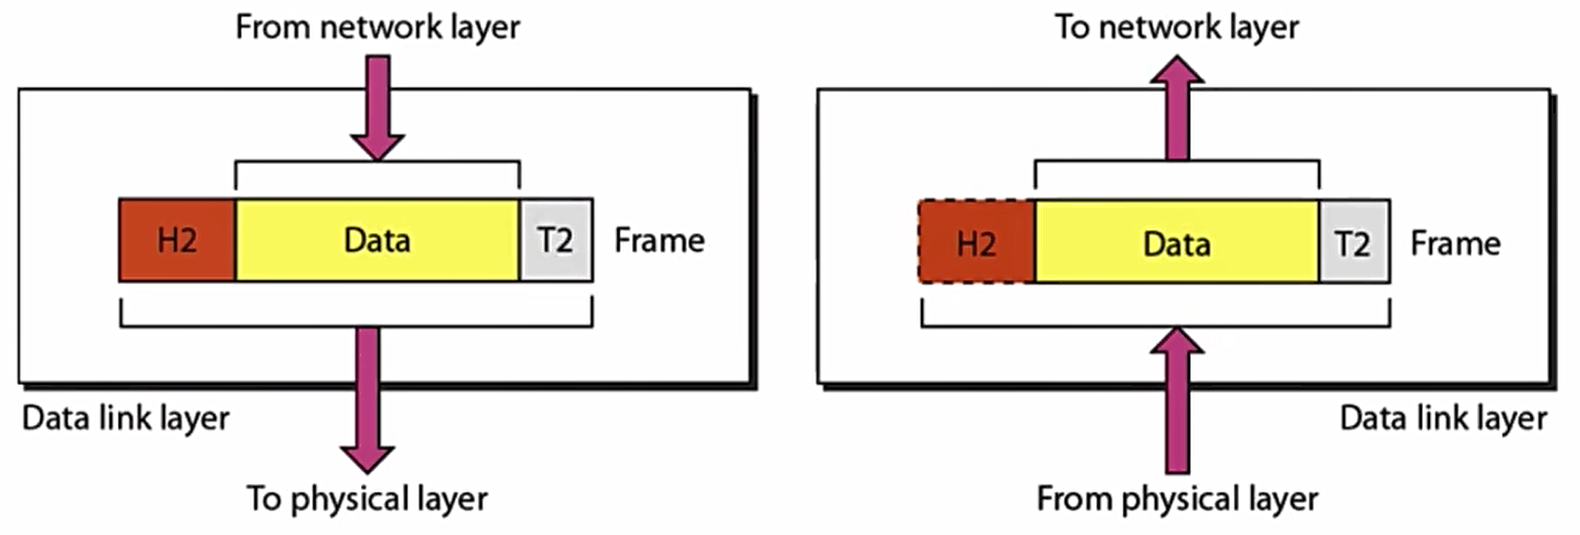 From network layer
H2
Data
T2
Frame
Data link layer
To physical layer
To network layer
H2
Data
T2
Frame
Data link layer
From physical layer